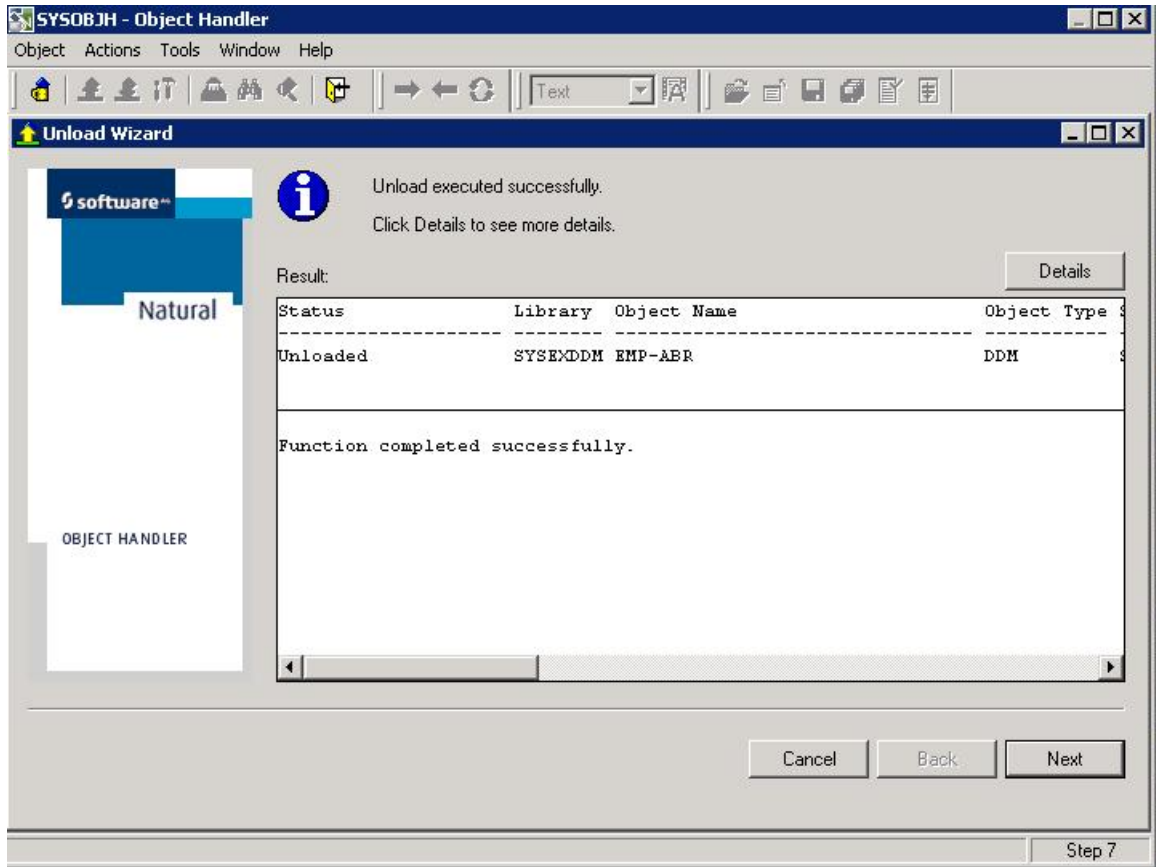 SYSOBJH - Object Handler
Object Actions Tools Window Help
Text
Unload Wizard
software AG
Natural
OBJECT HANDLER
Unload executed successfully.
Click Details to see more details.
Details
Result:
Status Library Object Name Object Type
Unloaded SYSEXDDM EMP-ABR DDM
Function completed successfully.
Cancel Back Next
Step 7